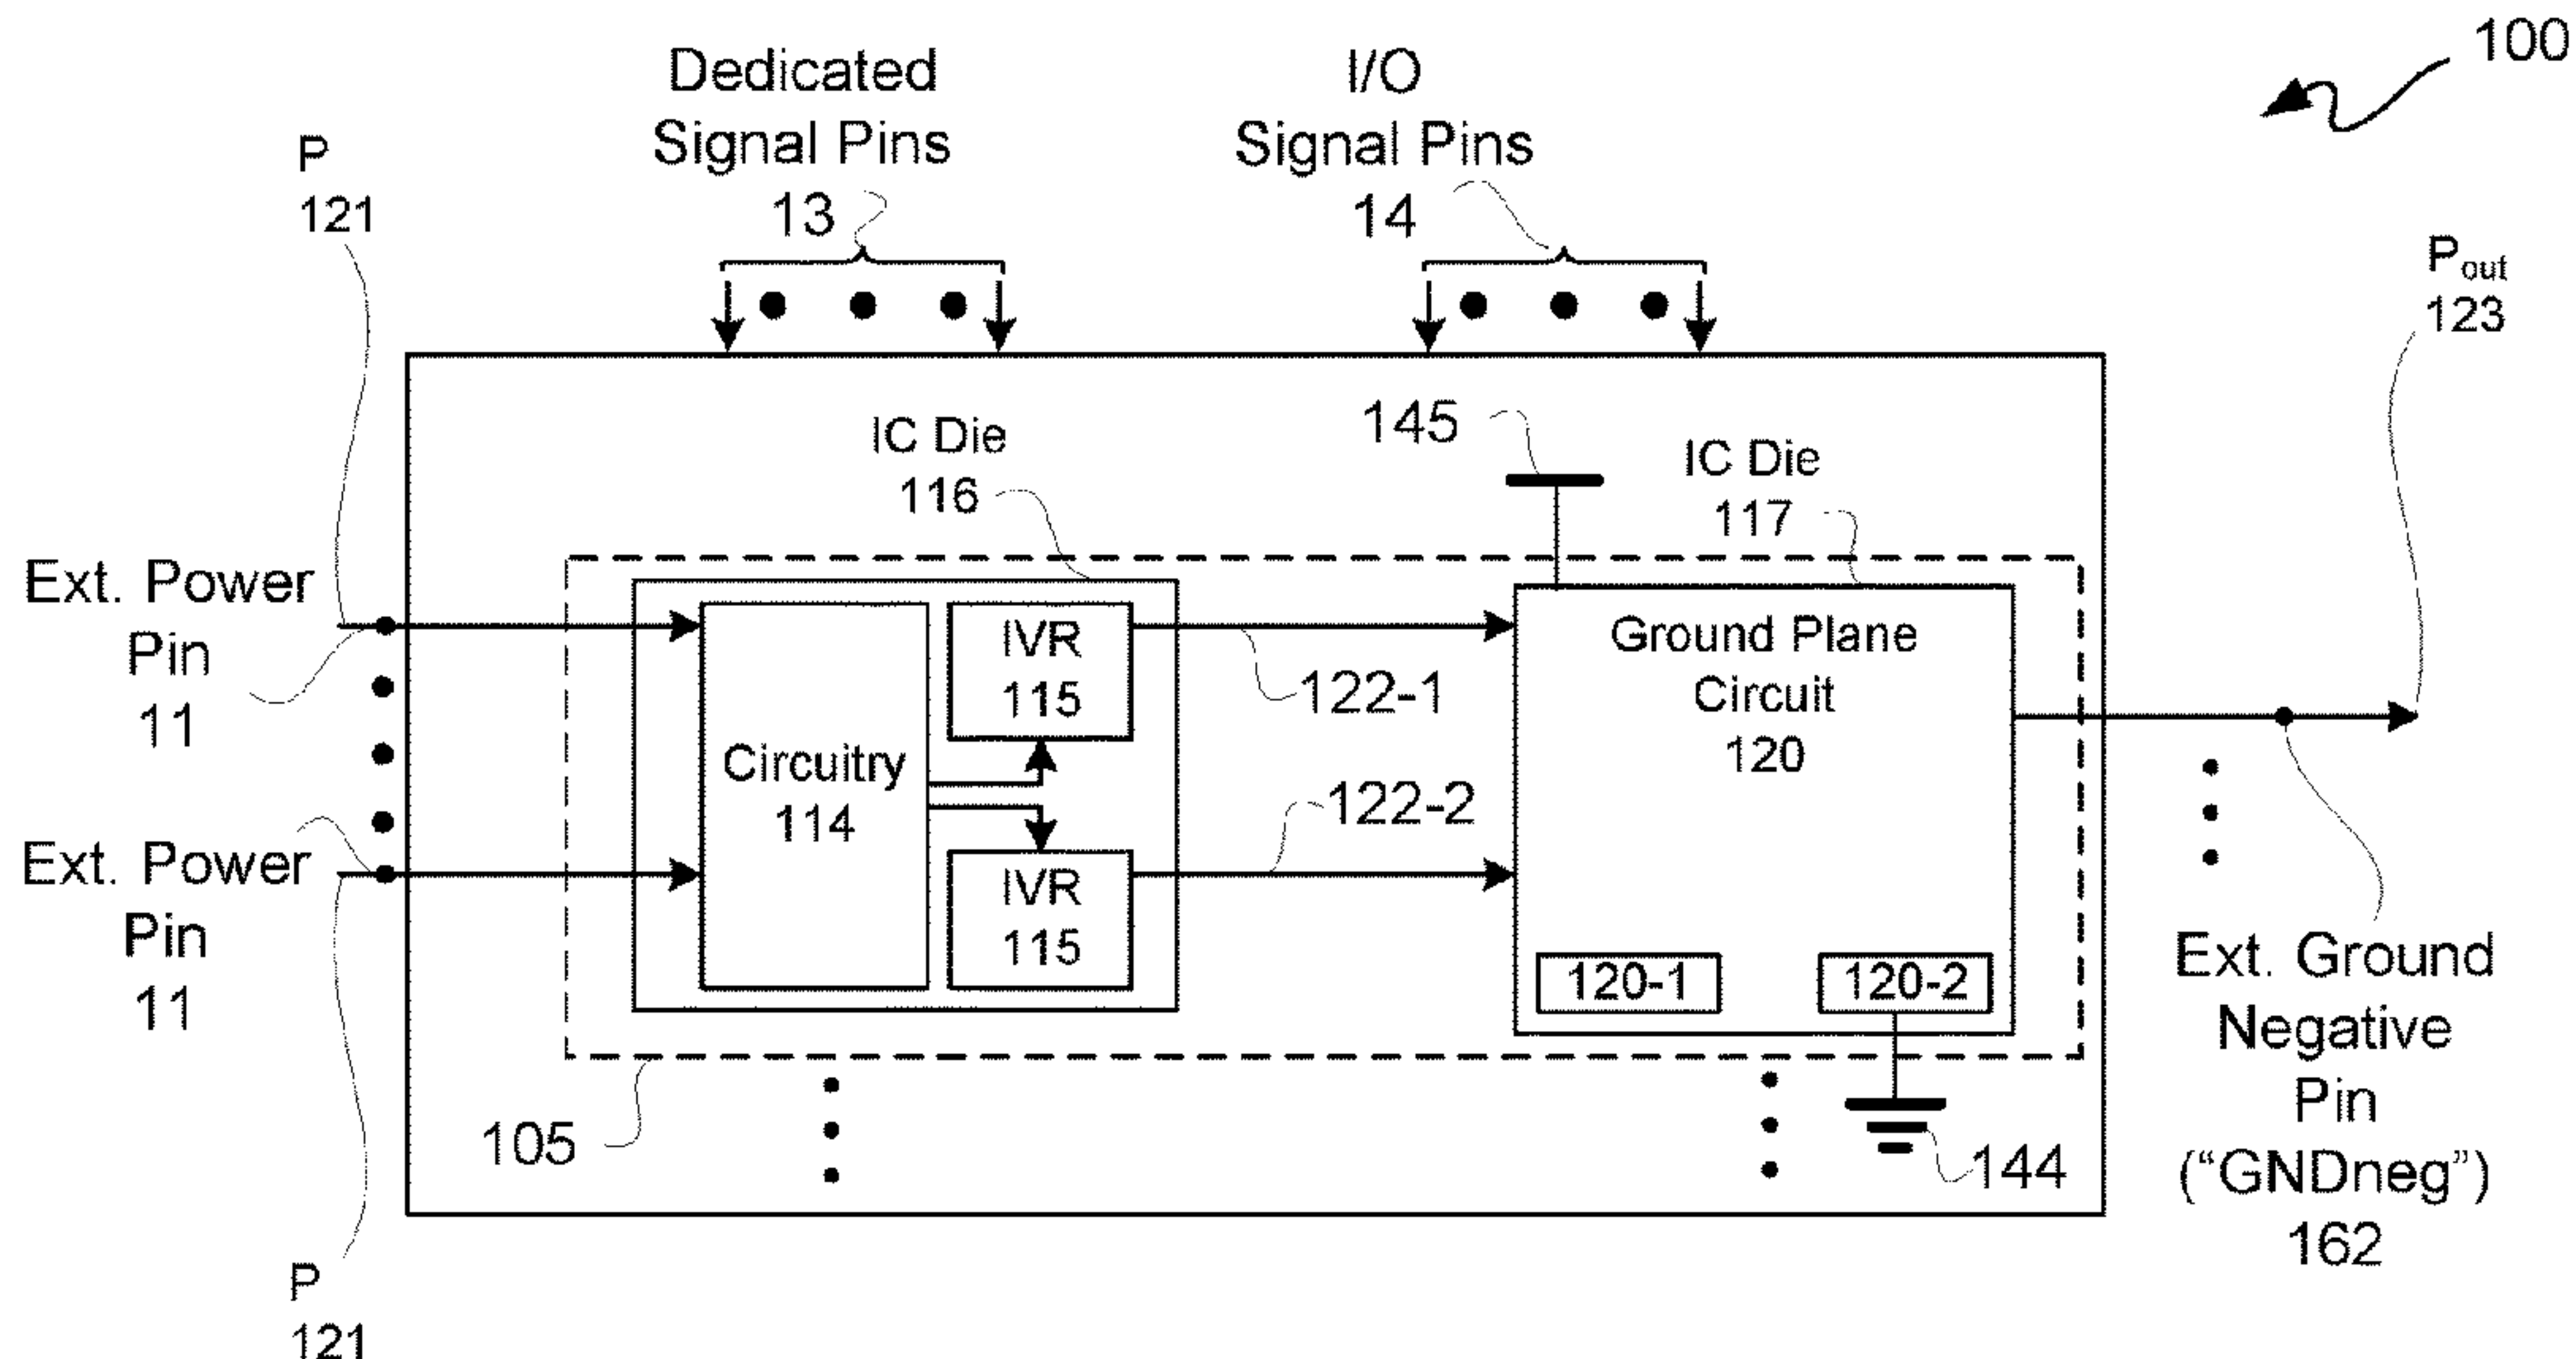 100
Dedicated
Signal Pins
13
I/O
Signal Pins
14
P
121
Pout
123
145
IC Die
116
IC Die
117
Ext. Power
Pin
11
Ext. Power
Pin
11
P
121
Circuitry
114
IVR
115
IVR
115
122-1
122-2
Ground Plane
Circuit
120
120-1
120-2
105
144
Ext. Ground
Negative
Pin
(“GNDneg”)
162